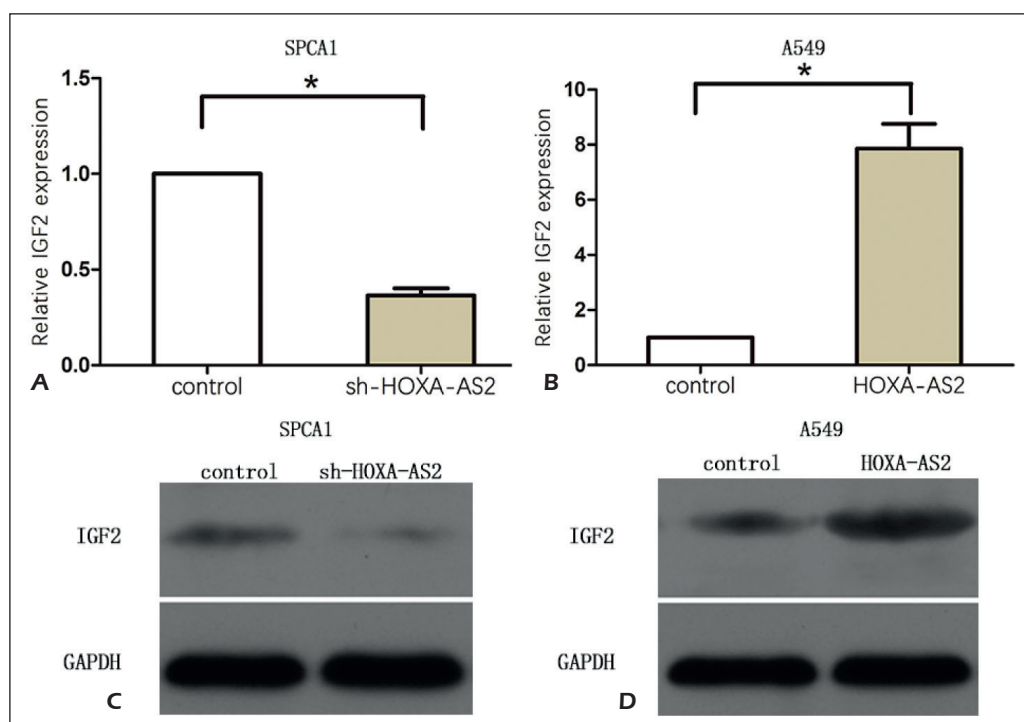 SPCA1
Relative IGF2 expression
1.5
1.0
0.5
0.0
*
control
sh-HOXA-AS2
A
A549
Relative IGF2 expression
10
8
6
4
2
0
*
control
HOXA-AS2
B
SPCA1
control
sh-HOXA-AS2
IGF2
GAPDH
C
A549
control
HOXA-AS2
IGF2
GAPDH
D